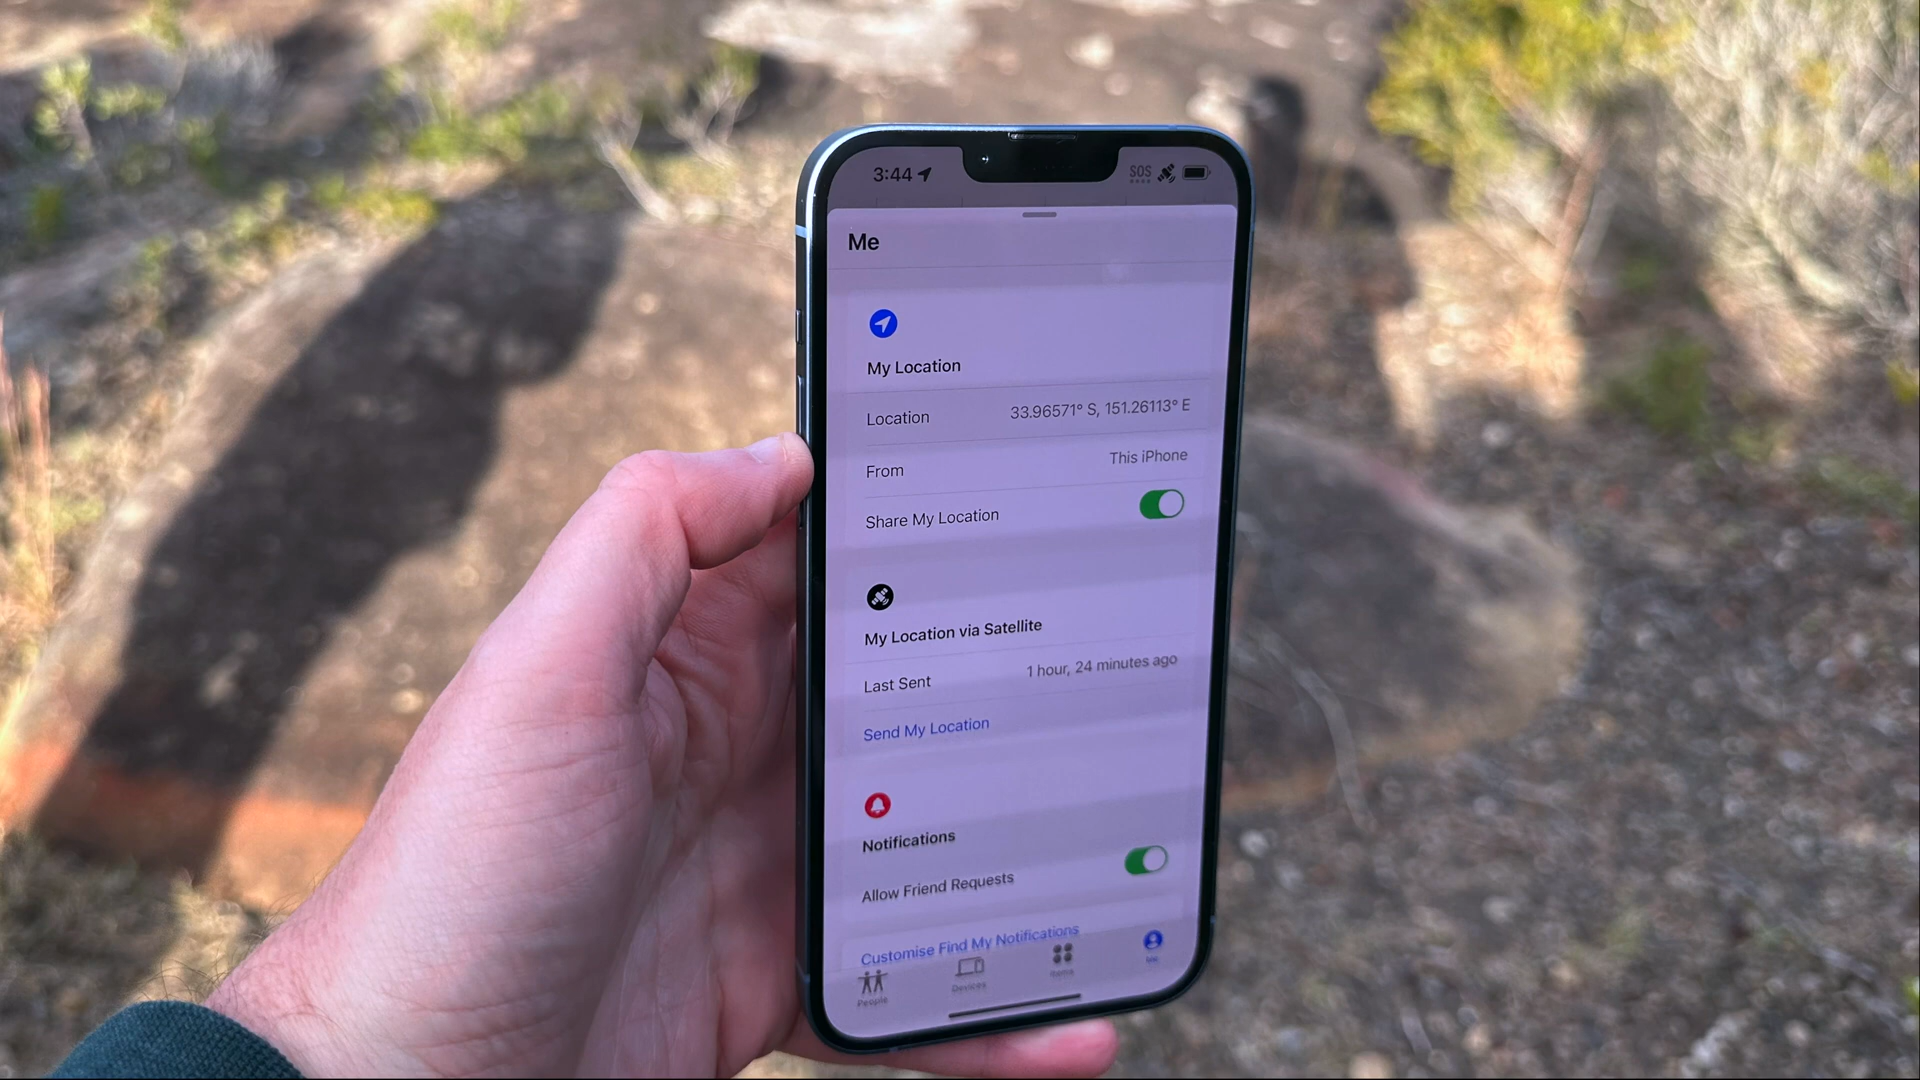 3:44 SOS
Me
My Location
Location 33.96571° S, 151.26113° E
From This iPhone
Share My Location
My Location via Satellite
Last Sent 1 hour, 24 minutes ago
Send My Location
Notifications
Allow Friend Requests
Customise Find My Notifications
People Devices Items Me